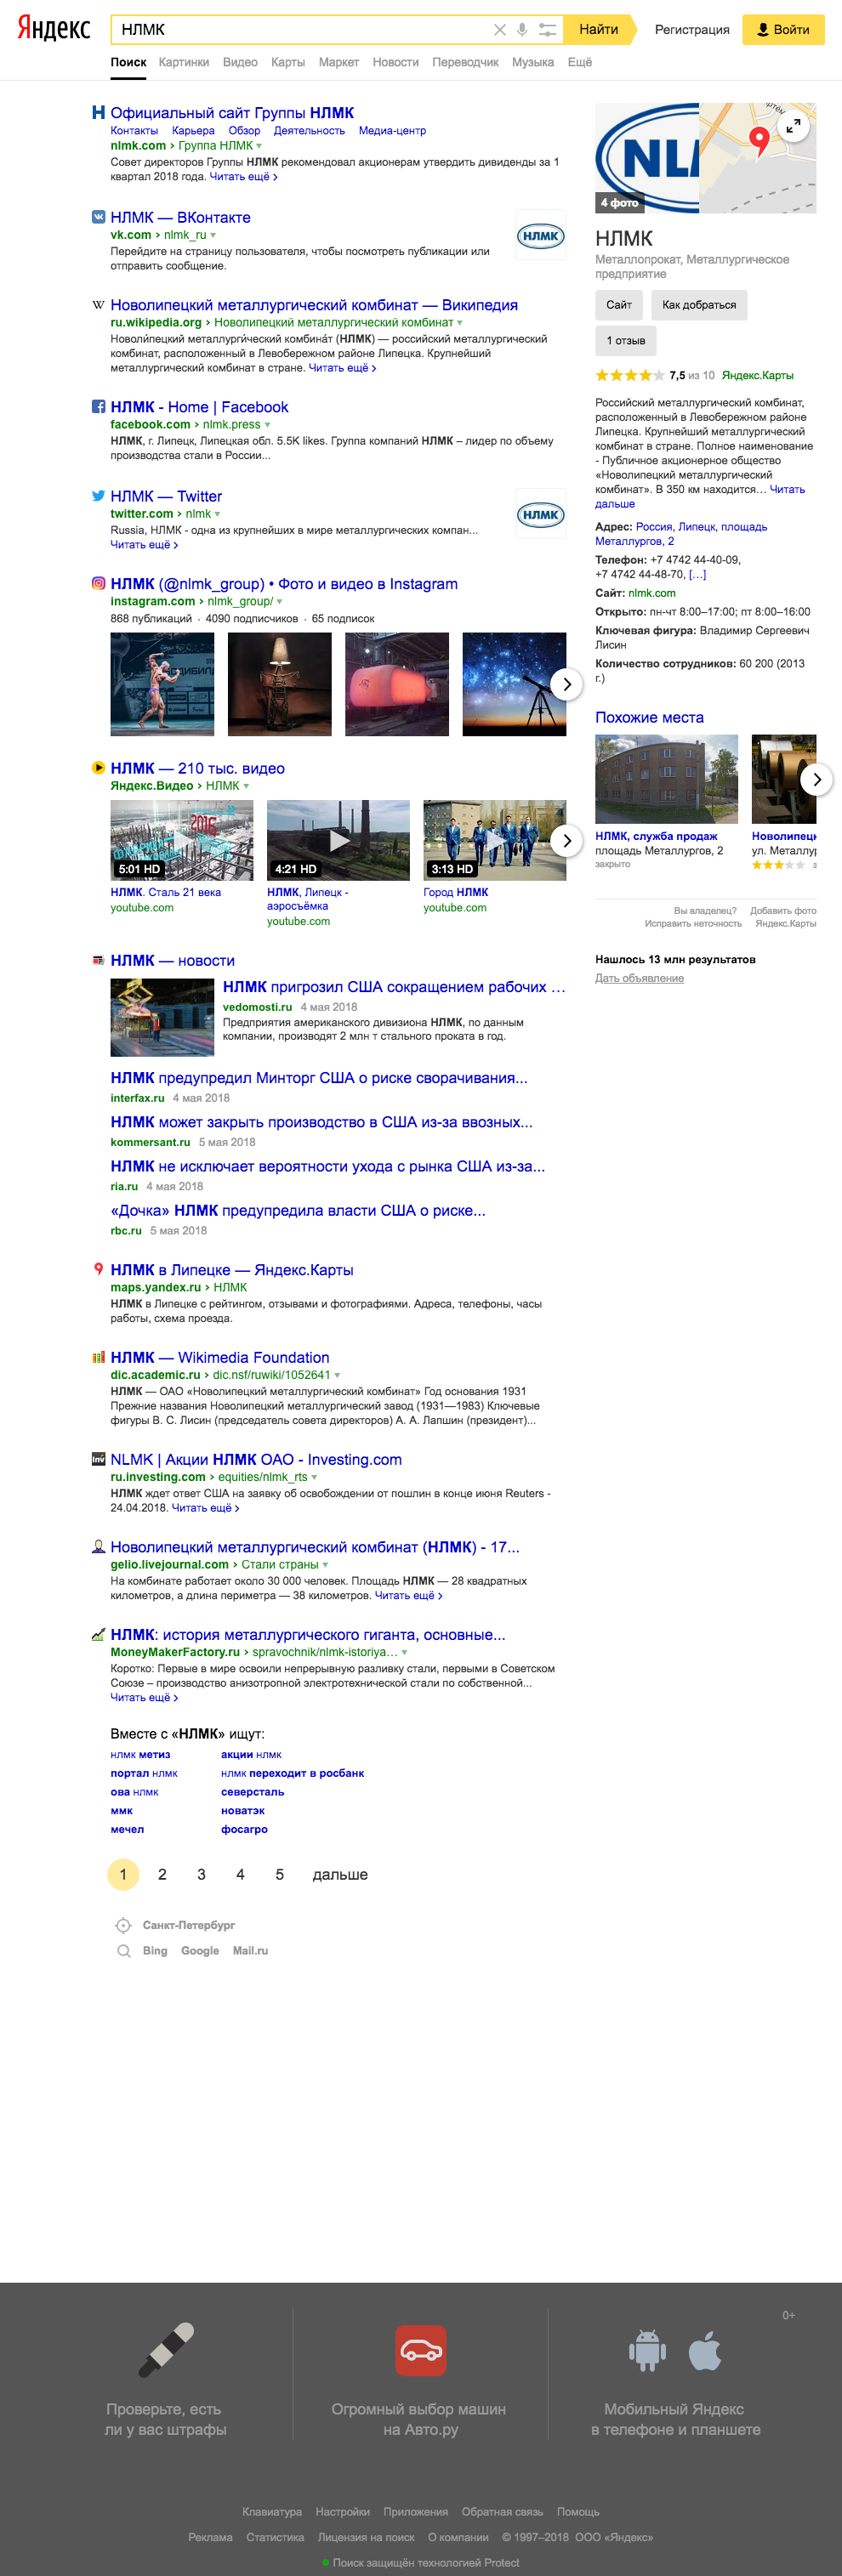 Яндекс
НЛМК
Найти
Регистрация
Войти
Поиск Картинки Видео Карты Маркет Новости Переводчик Музыка Ещё
Официальный сайт Группы НЛМК
Контакты Карьера Обзор Деятельность Медиа-центр
nlmk.com › Группа НЛМК
Совет директоров Группы НЛМК рекомендовал акционерам утвердить дивиденды за 1
квартал 2018 года. Читать ещё ›
НЛМК — ВКонтакте
vk.com › nlmk_ru
Перейдите на страницу пользователя, чтобы посмотреть публикации или
отправить сообщение.
НЛМК
Новолипецкий металлургический комбинат — Википедия
ru.wikipedia.org › Новолипецкий металлургический комбинат
Новоли́пецкий металлурги́ческий комбина́т (НЛМК) — российский металлургический
комбинат, расположенный в Левобережном районе Липецка. Крупнейший
металлургический комбинат в стране. Читать ещё ›
НЛМК - Home | Facebook
facebook.com › nlmk.press
НЛМК, г. Липецк, Липецкая обл. 5.5K likes. Группа компаний НЛМК – лидер по объему
производства стали в России...
НЛМК — Twitter
twitter.com › nlmk
Russia, НЛМК - одна из крупнейших в мире металлургических компан...
Читать ещё ›
НЛМК
НЛМК (@nlmk_group) • Фото и видео в Instagram
instagram.com › nlmk_group/
868 публикаций · 4090 подписчиков · 65 подписок
НЛМК — 210 тыс. видео
Яндекс.Видео › НЛМК
2016
5:01 HD
4:21 HD
3:13 HD
НЛМК. Сталь 21 века
youtube.com
НЛМК, Липецк -
аэросъёмка
youtube.com
Город НЛМК
youtube.com
НЛМК — новости
НЛМК пригрозил США сокращением рабочих …
vedomosti.ru 4 мая 2018
Предприятия американского дивизиона НЛМК, по данным
компании, производят 2 млн т стального проката в год.
НЛМК предупредил Минторг США о риске сворачивания...
interfax.ru 4 мая 2018
НЛМК может закрыть производство в США из-за ввозных...
kommersant.ru 5 мая 2018
НЛМК не исключает вероятности ухода с рынка США из-за...
ria.ru 4 мая 2018
«Дочка» НЛМК предупредила власти США о риске...
rbc.ru 5 мая 2018
НЛМК в Липецке — Яндекс.Карты
maps.yandex.ru › НЛМК
НЛМК в Липецке с рейтингом, отзывами и фотографиями. Адреса, телефоны, часы
работы, схема проезда.
НЛМК — Wikimedia Foundation
dic.academic.ru › dic.nsf/ruwiki/1052641
НЛМК — ОАО «Новолипецкий металлургический комбинат» Год основания 1931
Прежние названия Новолипецкий металлургический завод (1931—1983) Ключевые
фигуры В. С. Лисин (председатель совета директоров) А. А. Лапшин (президент)...
NLMK | Акции НЛМК ОАО - Investing.com
ru.investing.com › equities/nlmk_rts
НЛМК ждет ответ США на заявку об освобождении от пошлин в конце июня Reuters -
24.04.2018. Читать ещё ›
Новолипецкий металлургический комбинат (НЛМК) - 17...
gelio.livejournal.com › Стали страны
На комбинате работает около 30 000 человек. Площадь НЛМК — 28 квадратных
километров, а длина периметра — 38 километров. Читать ещё ›
НЛМК: история металлургического гиганта, основные...
MoneyMakerFactory.ru › spravochnik/nlmk-istoriya…
Коротко: Первые в мире освоили непрерывную разливку стали, первыми в Советском
Союзе – производство анизотропной электротехнической стали по собственной...
Читать ещё ›
Вместе с «НЛМК» ищут:
нлмк метиз
акции нлмк
портал нлмк
нлмк переходит в росбанк
ова нлмк
северсталь
ммк
новатэк
мечел
фосагро
1 2 3 4 5 дальше
Санкт-Петербург
Bing Google Mail.ru
4 фото
НЛМК
Металлопрокат, Металлургическое
предприятие
Сайт
Как добраться
1 отзыв
7,5 из 10 Яндекс.Карты
Российский металлургический комбинат,
расположенный в Левобережном районе
Липецка. Крупнейший металлургический
комбинат в стране. Полное наименование
- Публичное акционерное общество
«Новолипецкий металлургический
комбинат». В 350 км находится… Читать
дальше
Адрес: Россия, Липецк, площадь
Металлургов, 2
Телефон: +7 4742 44-40-09,
+7 4742 44-48-70, [...]
Сайт: nlmk.com
Открыто: пн-чт 8:00–17:00; пт 8:00–16:00
Ключевая фигура: Владимир Сергеевич
Лисин
Количество сотрудников: 60 200 (2013
г.)
Похожие места
НЛМК, служба продаж
площадь Металлургов, 2
закрыто
Новолипецк
ул. Металлур
Вы владелец? Добавить фото
Исправить неточность Яндекс.Карты
Нашлось 13 млн результатов
Дать объявление
0+
Проверьте, есть
ли у вас штрафы
Огромный выбор машин
на Авто.ру
Мобильный Яндекс
в телефоне и планшете
Клавиатура Настройки Приложения Обратная связь Помощь
Реклама Статистика Лицензия на поиск О компании © 1997–2018 ООО «Яндекс»
Поиск защищён технологией Protect